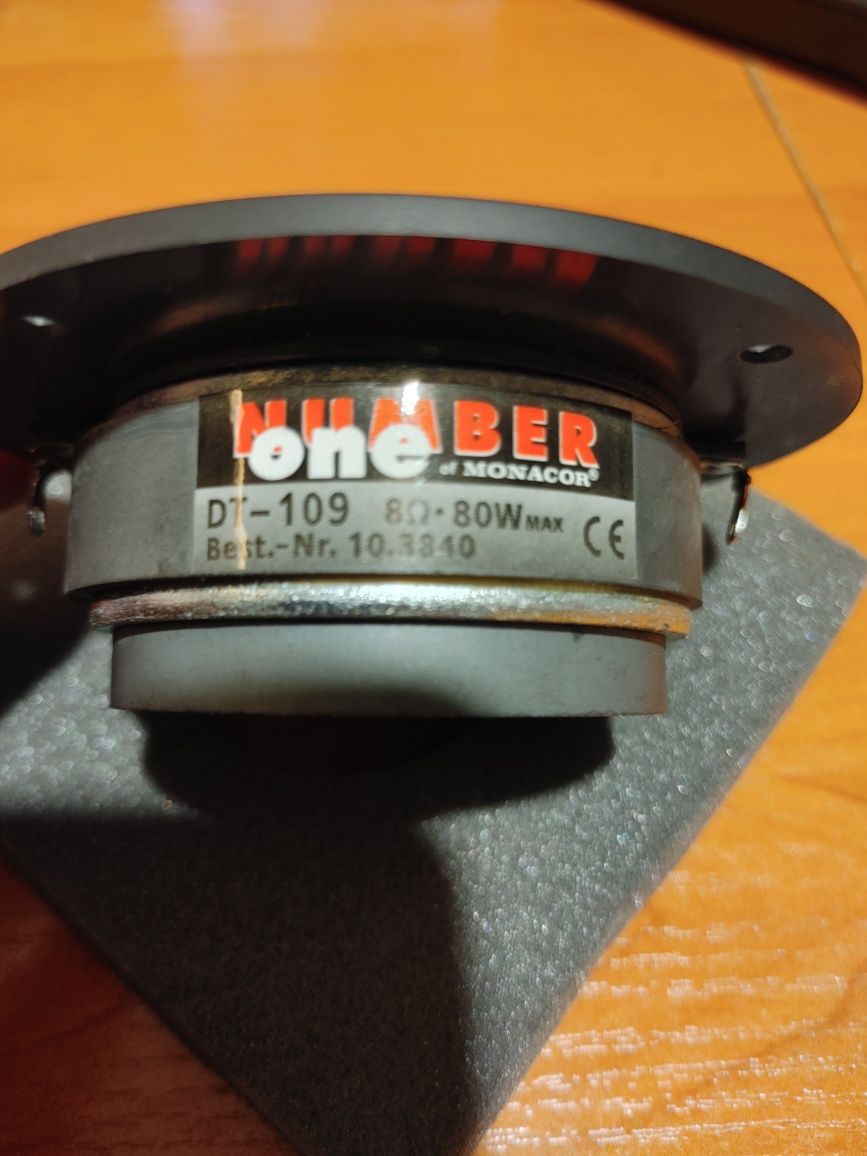 NUMBER
one of MONACOR®
DT-109 8Ω·80W MAX CE
Best.-Nr. 10.3840